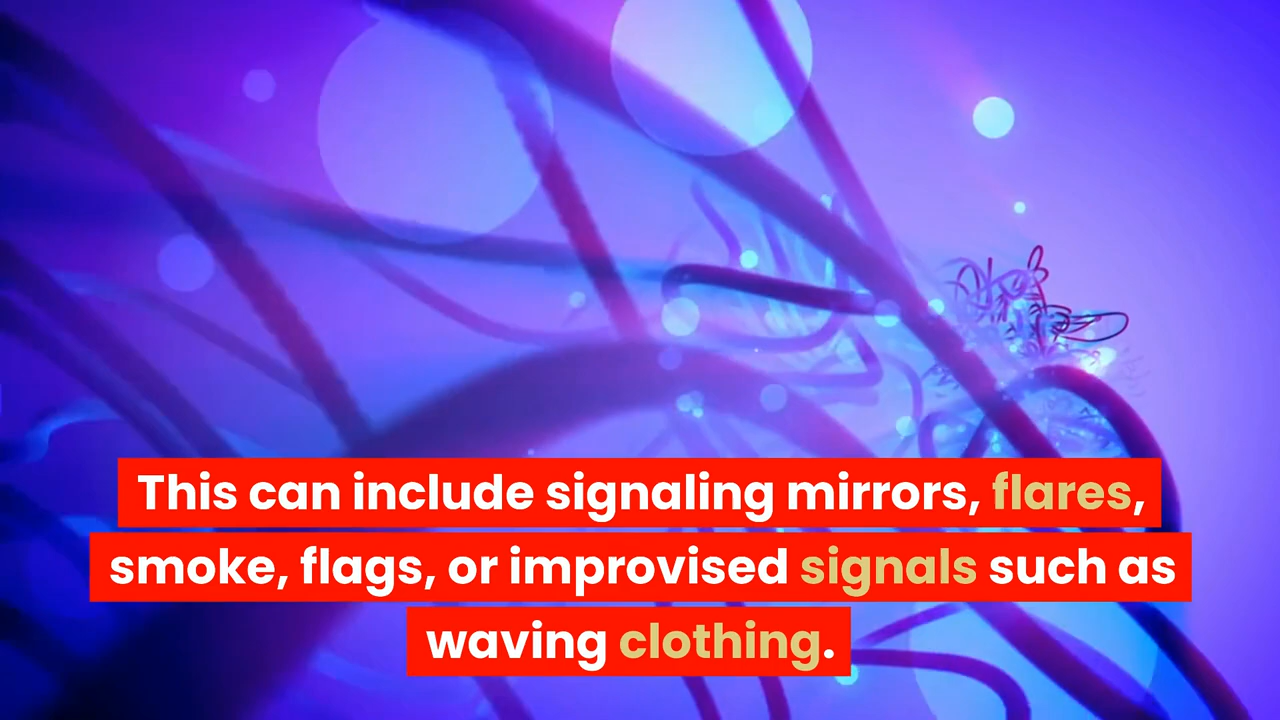 This can include signaling mirrors, flares,
smoke, flags, or improvised signals such as
waving clothing.